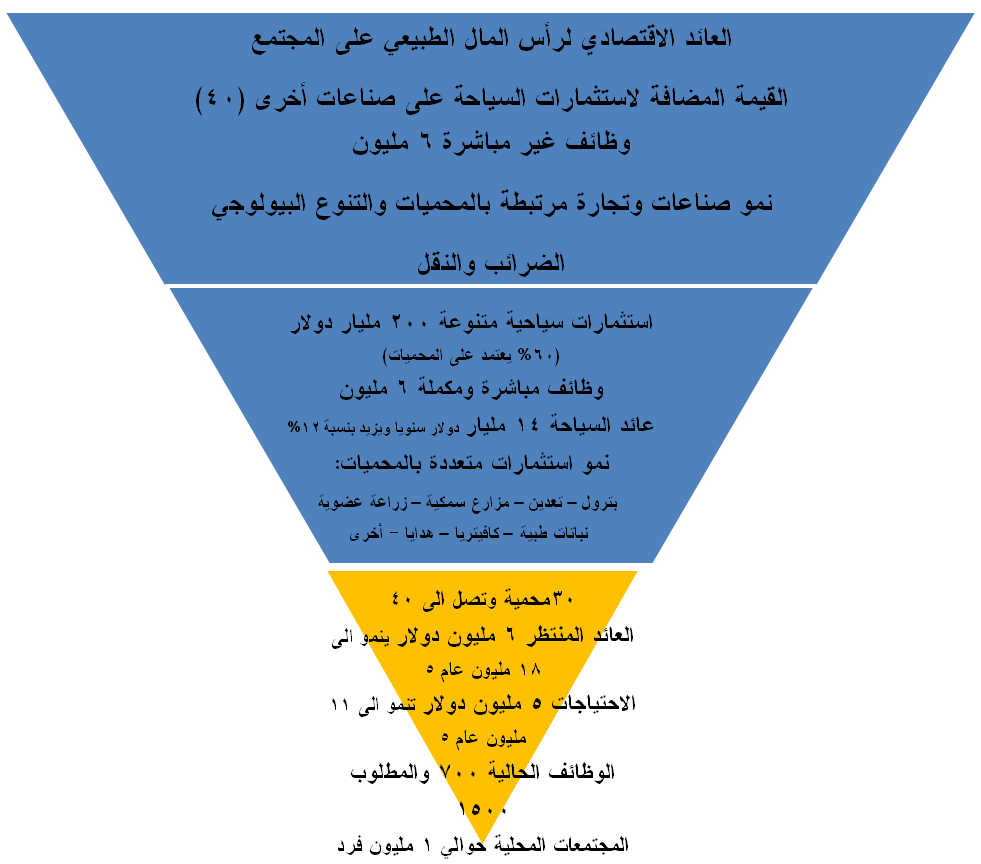 العائد الاقتصادي لرأس المال الطبيعي على المجتمع
القيمة المضافة لاستثمارات السياحة على صناعات أخرى (٤٠)
وظائف غير مباشرة ٦ مليون
نمو صناعات وتجارة مرتبطة بالمحميات والتنوع البيولوجي
الضرائب والنقل
استثمارات سياحية متنوعة ٢٠٠ مليار دولار
(٦٠% يعتمد على المحميات)
وظائف مباشرة ومكملة ٦ مليون
عائد السياحة ١٤ مليار دولار سنويا ويزيد بنسبة ١٢%
نمو استثمارات متعددة بالمحميات:
بترول – تعدين – مزارع سمكية – زراعة عضوية
نباتات طبية – كافيتريا – هدايا - أخرى
٣٠محمية وتصل الى ٤٠
العائد المنتظر ٦ مليون دولار ينمو الى
١٨ مليون عام ٥
الاحتياجات ٥ مليون دولار تنمو الى ١١
مليون عام ٥
الوظائف الحالية ٧٠٠ والمطلوب
١٥٠٠
المجتمعات المحلية حوالي ١ مليون فرد